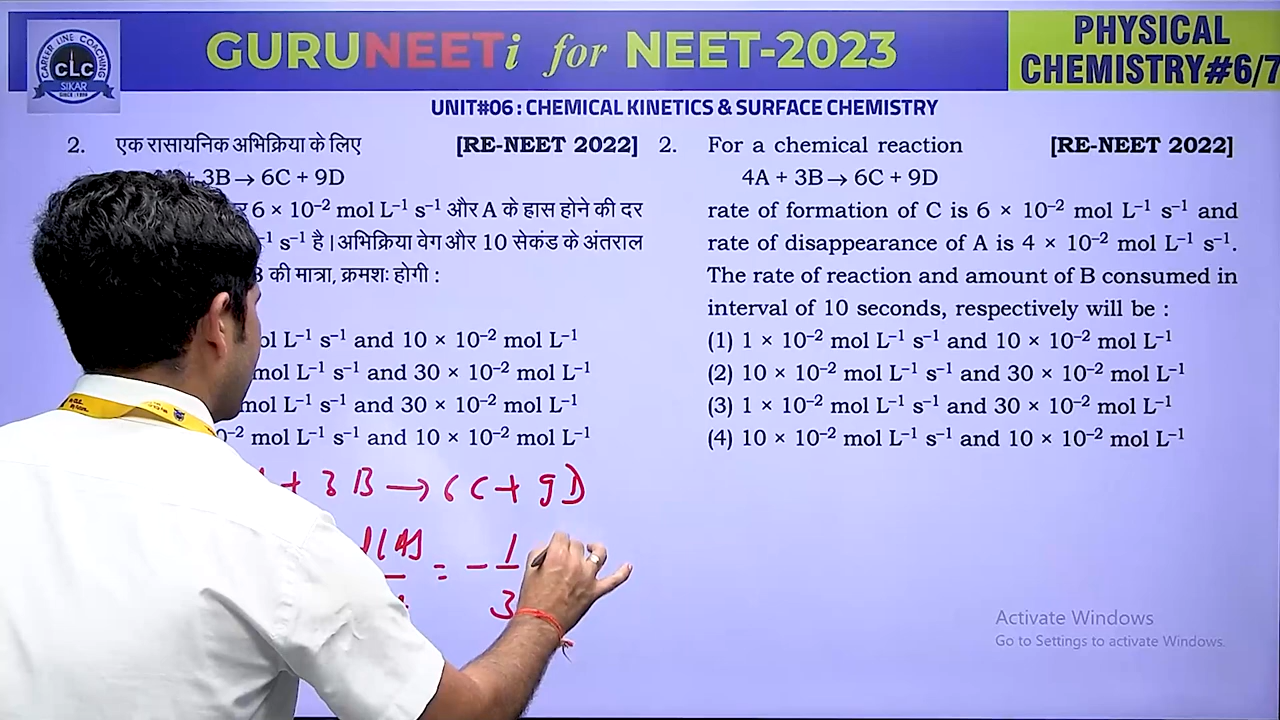 GURUNEETi for NEET-2023
PHYSICAL
CHEMISTRY#6/7
CAREER LINE COACHING
CLC
SIKAR
SINCE : 1996
UNIT#06 : CHEMICAL KINETICS & SURFACE CHEMISTRY
2. एक रासायनिक अभिक्रिया के लिए [RE-NEET 2022]
+ 3B → 6C + 9D
6 × 10⁻² mol L⁻¹ s⁻¹ और A के ह्रास होने की दर
s⁻¹ है। अभिक्रिया वेग और 10 सेकंड के अंतराल
की मात्रा, क्रमशः होगी :
L⁻¹ s⁻¹ and 10 × 10⁻² mol L⁻¹
mol L⁻¹ s⁻¹ and 30 × 10⁻² mol L⁻¹
mol L⁻¹ s⁻¹ and 30 × 10⁻² mol L⁻¹
mol L⁻¹ s⁻¹ and 10 × 10⁻² mol L⁻¹
+ 3B → 6C + 9D
= - 1
3
2. For a chemical reaction [RE-NEET 2022]
4A + 3B → 6C + 9D
rate of formation of C is 6 × 10⁻² mol L⁻¹ s⁻¹ and
rate of disappearance of A is 4 × 10⁻² mol L⁻¹ s⁻¹.
The rate of reaction and amount of B consumed in
interval of 10 seconds, respectively will be :
(1) 1 × 10⁻² mol L⁻¹ s⁻¹ and 10 × 10⁻² mol L⁻¹
(2) 10 × 10⁻² mol L⁻¹ s⁻¹ and 30 × 10⁻² mol L⁻¹
(3) 1 × 10⁻² mol L⁻¹ s⁻¹ and 30 × 10⁻² mol L⁻¹
(4) 10 × 10⁻² mol L⁻¹ s⁻¹ and 10 × 10⁻² mol L⁻¹
Activate Windows
Go to Settings to activate Windows.